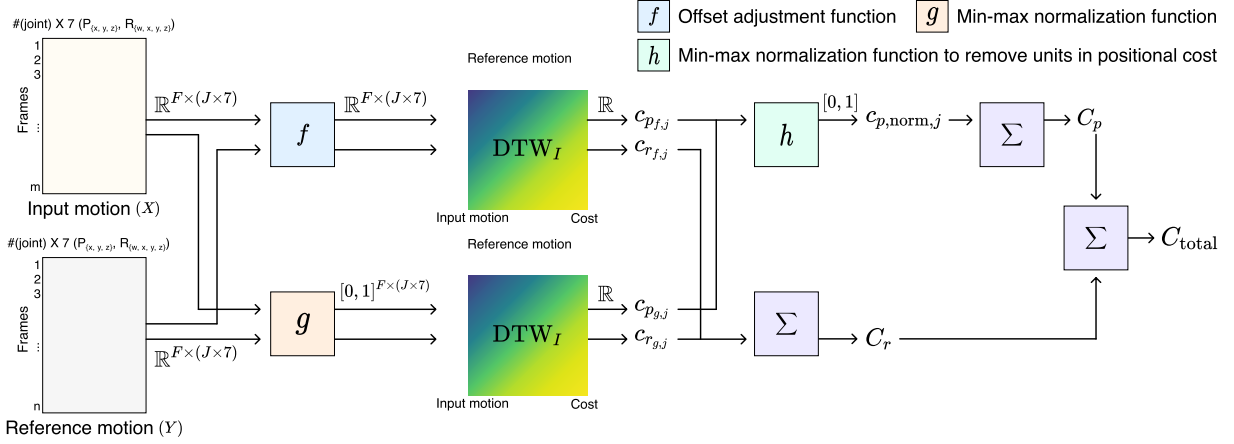 f Offset adjustment function
g Min-max normalization function
h Min-max normalization function to remove units in positional cost
#(joint) X 7 (P{x, y, z}, R{w, x, y, z})
Frames
1
2
3
...
m
Input motion (X)
ℝ^F×(J×7)
f
ℝ^F×(J×7)
Reference motion
DTW_I
Input motion
Cost
ℝ
c_{p_{f,j}}
c_{r_{f,j}}
h
[0, 1]
c_{p,norm,j}
Σ
C_p
Σ
C_total
#(joint) X 7 (P{x, y, z}, R{w, x, y, z})
Frames
1
2
3
...
n
Reference motion (Y)
ℝ^F×(J×7)
g
[0, 1]^F×(J×7)
Reference motion
DTW_I
Input motion
Cost
ℝ
c_{p_{g,j}}
c_{r_{g,j}}
Σ
C_r